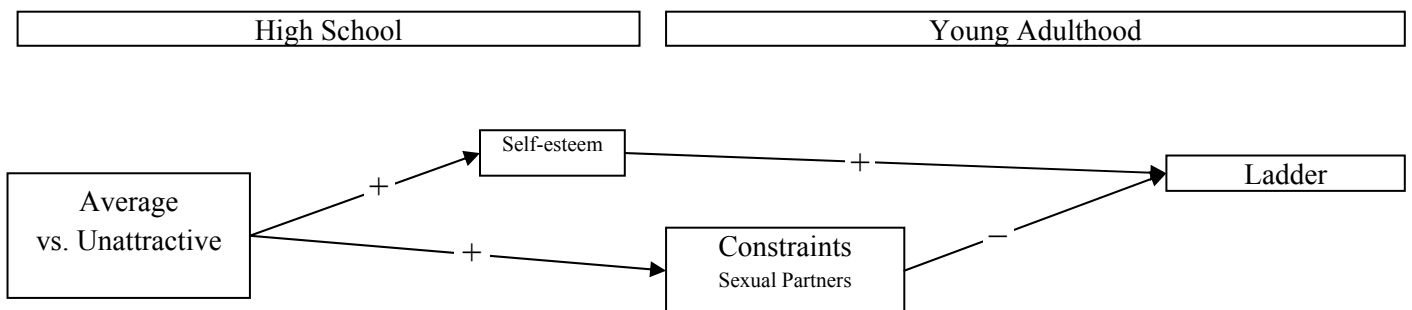 High School
Young Adulthood
Self-esteem
+
+
Ladder
Average
vs. Unattractive
+
Constraints
Sexual Partners
–